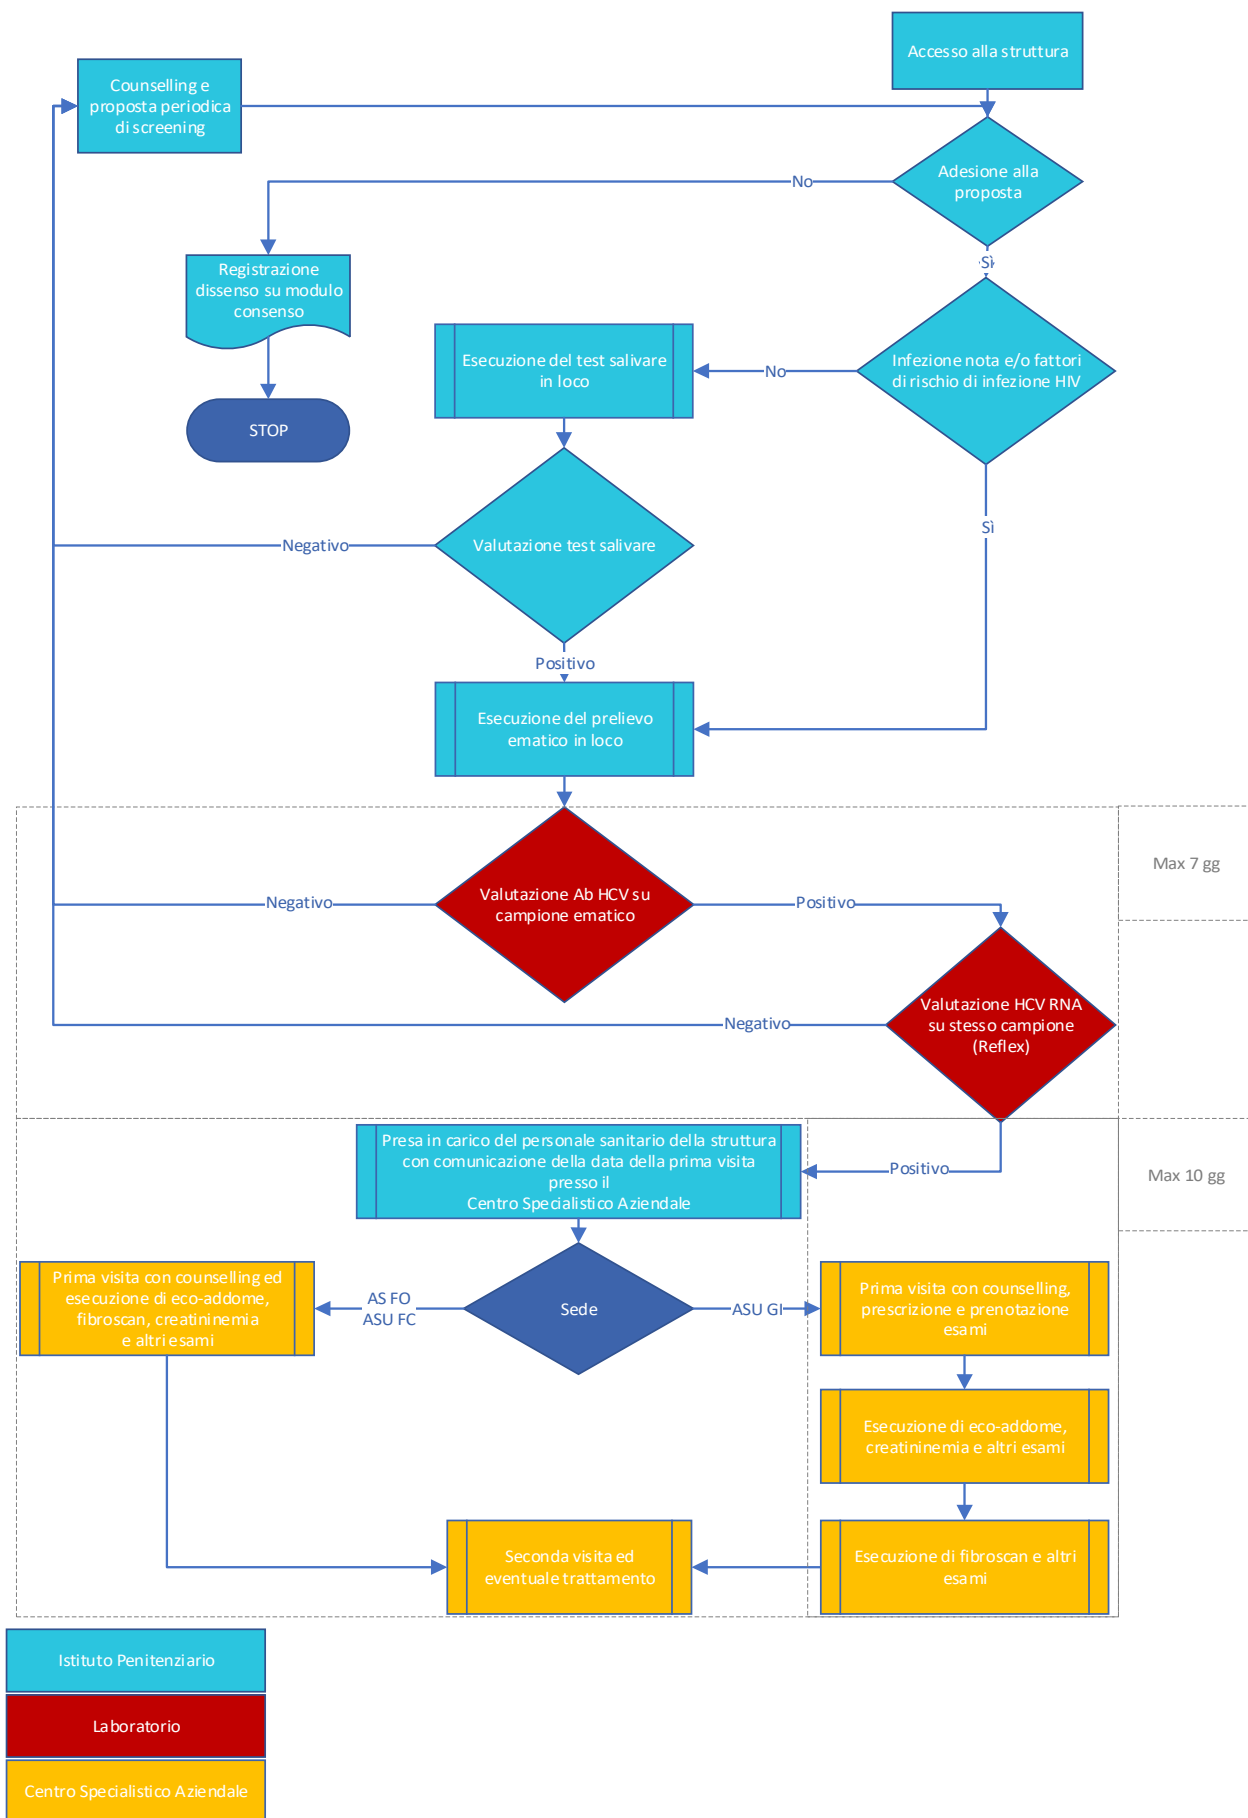 Accesso alla struttura
Counselling e
proposta periodica
di screening
Adesione alla
proposta
No
Sì
Registrazione
dissenso su modulo
consenso
STOP
Infezione nota e/o fattori
di rischio di infezione HIV
No
Esecuzione del test salivare
in loco
Sì
Valutazione test salivare
Negativo
Positivo
Esecuzione del prelievo
ematico in loco
Max 7 gg
Valutazione Ab HCV su
campione ematico
Negativo
Positivo
Valutazione HCV RNA
su stesso campione
(Reflex)
Negativo
Positivo
Max 10 gg
Presa in carico del personale sanitario della struttura
con comunicazione della data della prima visita
presso il
Centro Specialistico Aziendale
Sede
AS FO
ASU FC
ASU GI
Prima visita con counselling ed
esecuzione di eco-addome,
fibroscan, creatininemia
e altri esami
Prima visita con counselling,
prescrizione e prenotazione
esami
Esecuzione di eco-addome,
creatininemia e altri esami
Esecuzione di fibroscan e altri
esami
Seconda visita ed
eventuale trattamento
Istituto Penitenziario
Laboratorio
Centro Specialistico Aziendale